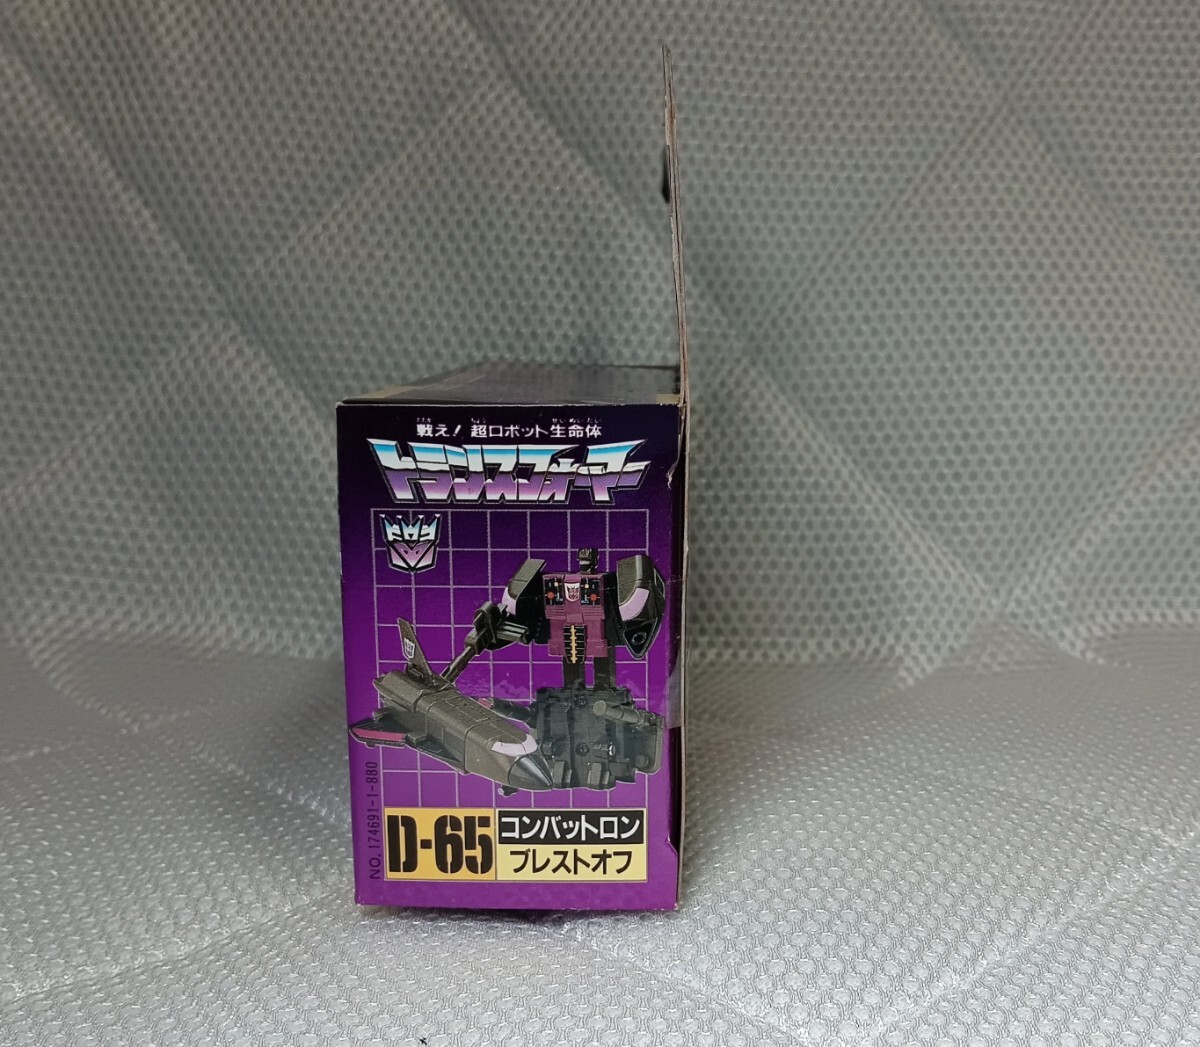 戦え！ 超ロボット生命体
トランスフォーマー
NO. 174691-1-880
D-65
コンバットロン
ブレストオフ